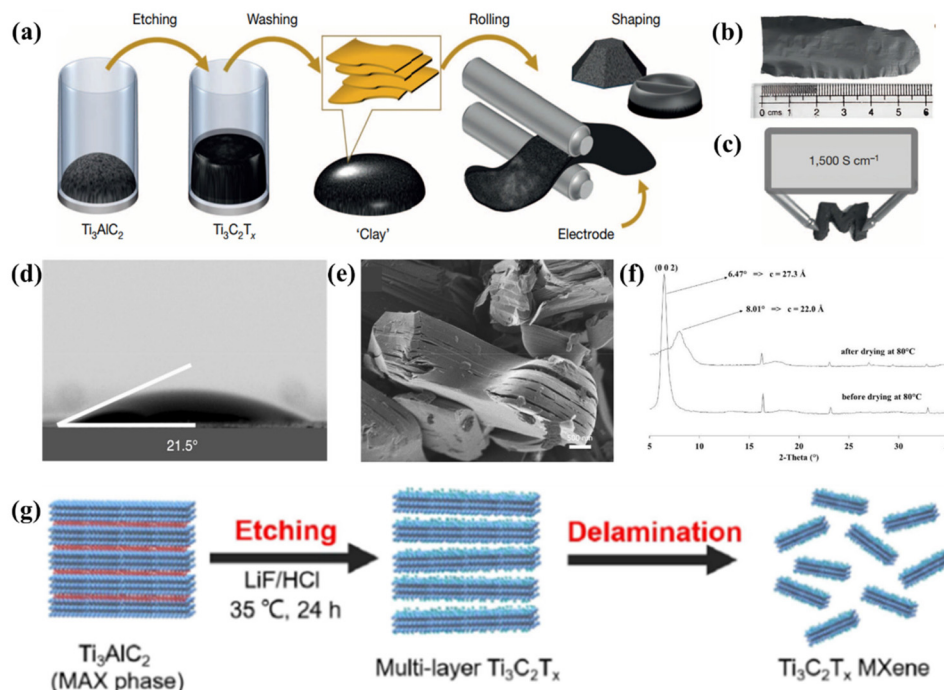 (a)
Etching
Washing
Rolling
Shaping
Ti₃AlC₂
Ti₃C₂Tₓ
'Clay'
Electrode
(b)
0 cms 1 2 3 4 5 6
(c)
1,500 S cm⁻¹
(d)
21.5°
(e)
(f)
(0 0 2)
6.47° => c = 27.3 Å
8.01° => c = 22.0 Å
after drying at 80°C
before drying at 80°C
5 10 15 20 25 30
2-Theta (°)
(g)
Etching
LiF/HCl
35 ℃, 24 h
Delamination
Ti₃AlC₂
(MAX phase)
Multi-layer Ti₃C₂Tₓ
Ti₃C₂Tₓ MXene